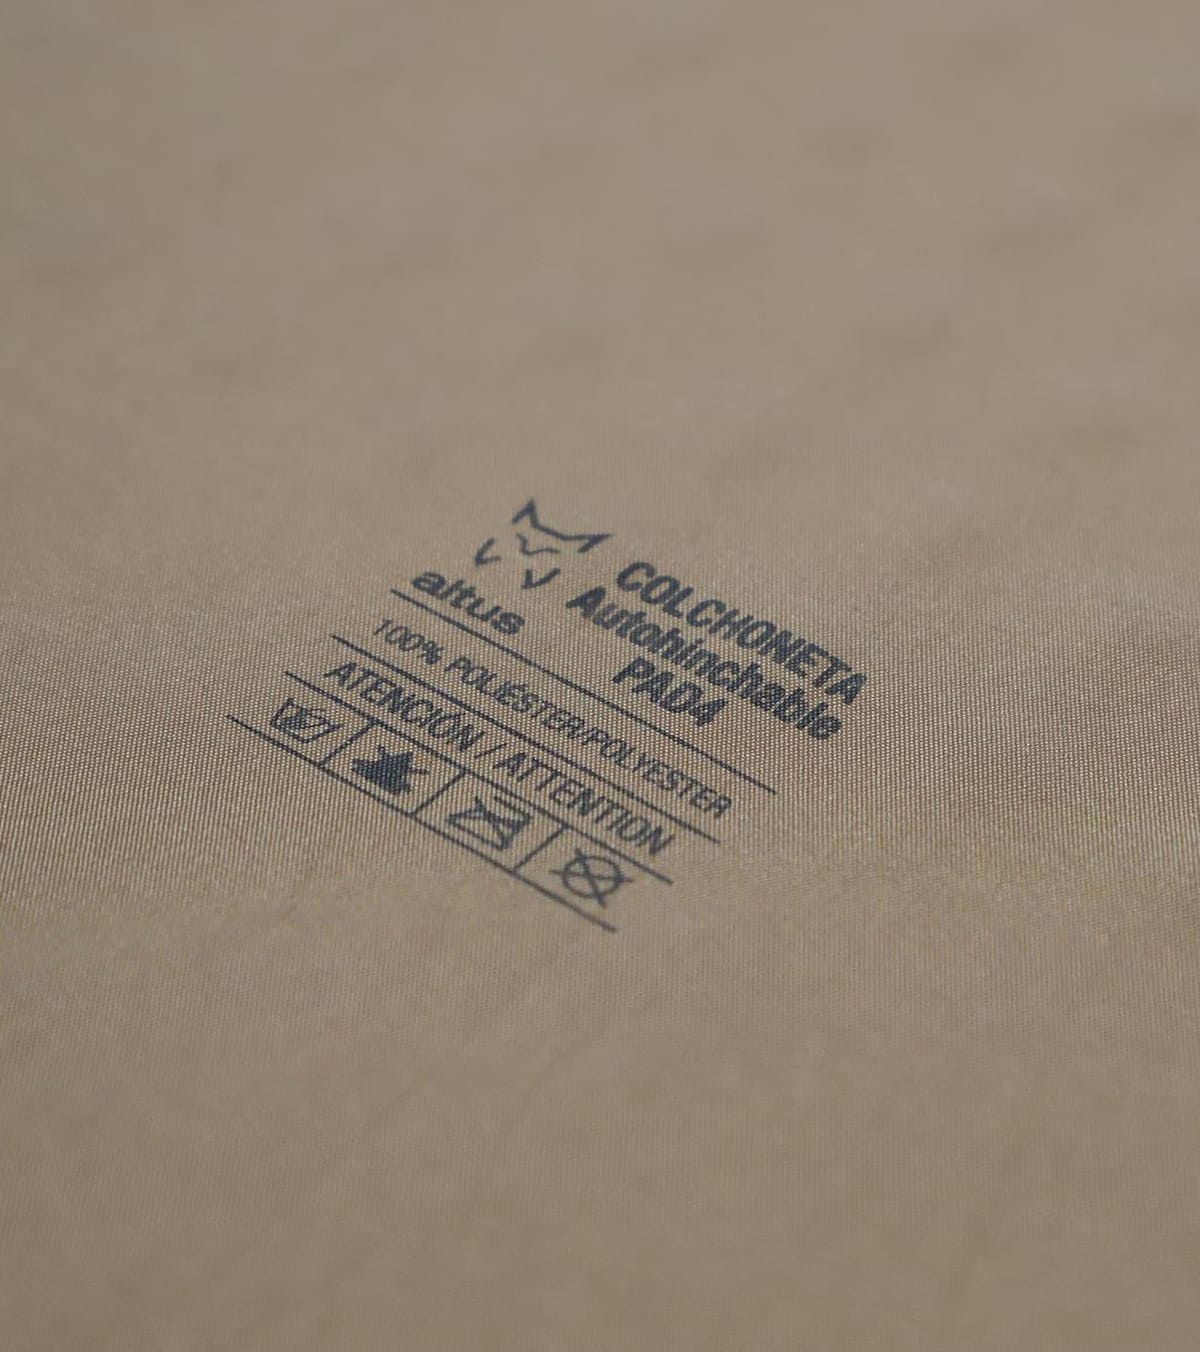 altus
COLCHONETA
Autohinchable
PAD4
100% POLIÉSTER/POLYESTER
ATENCIÓN / ATTENTION